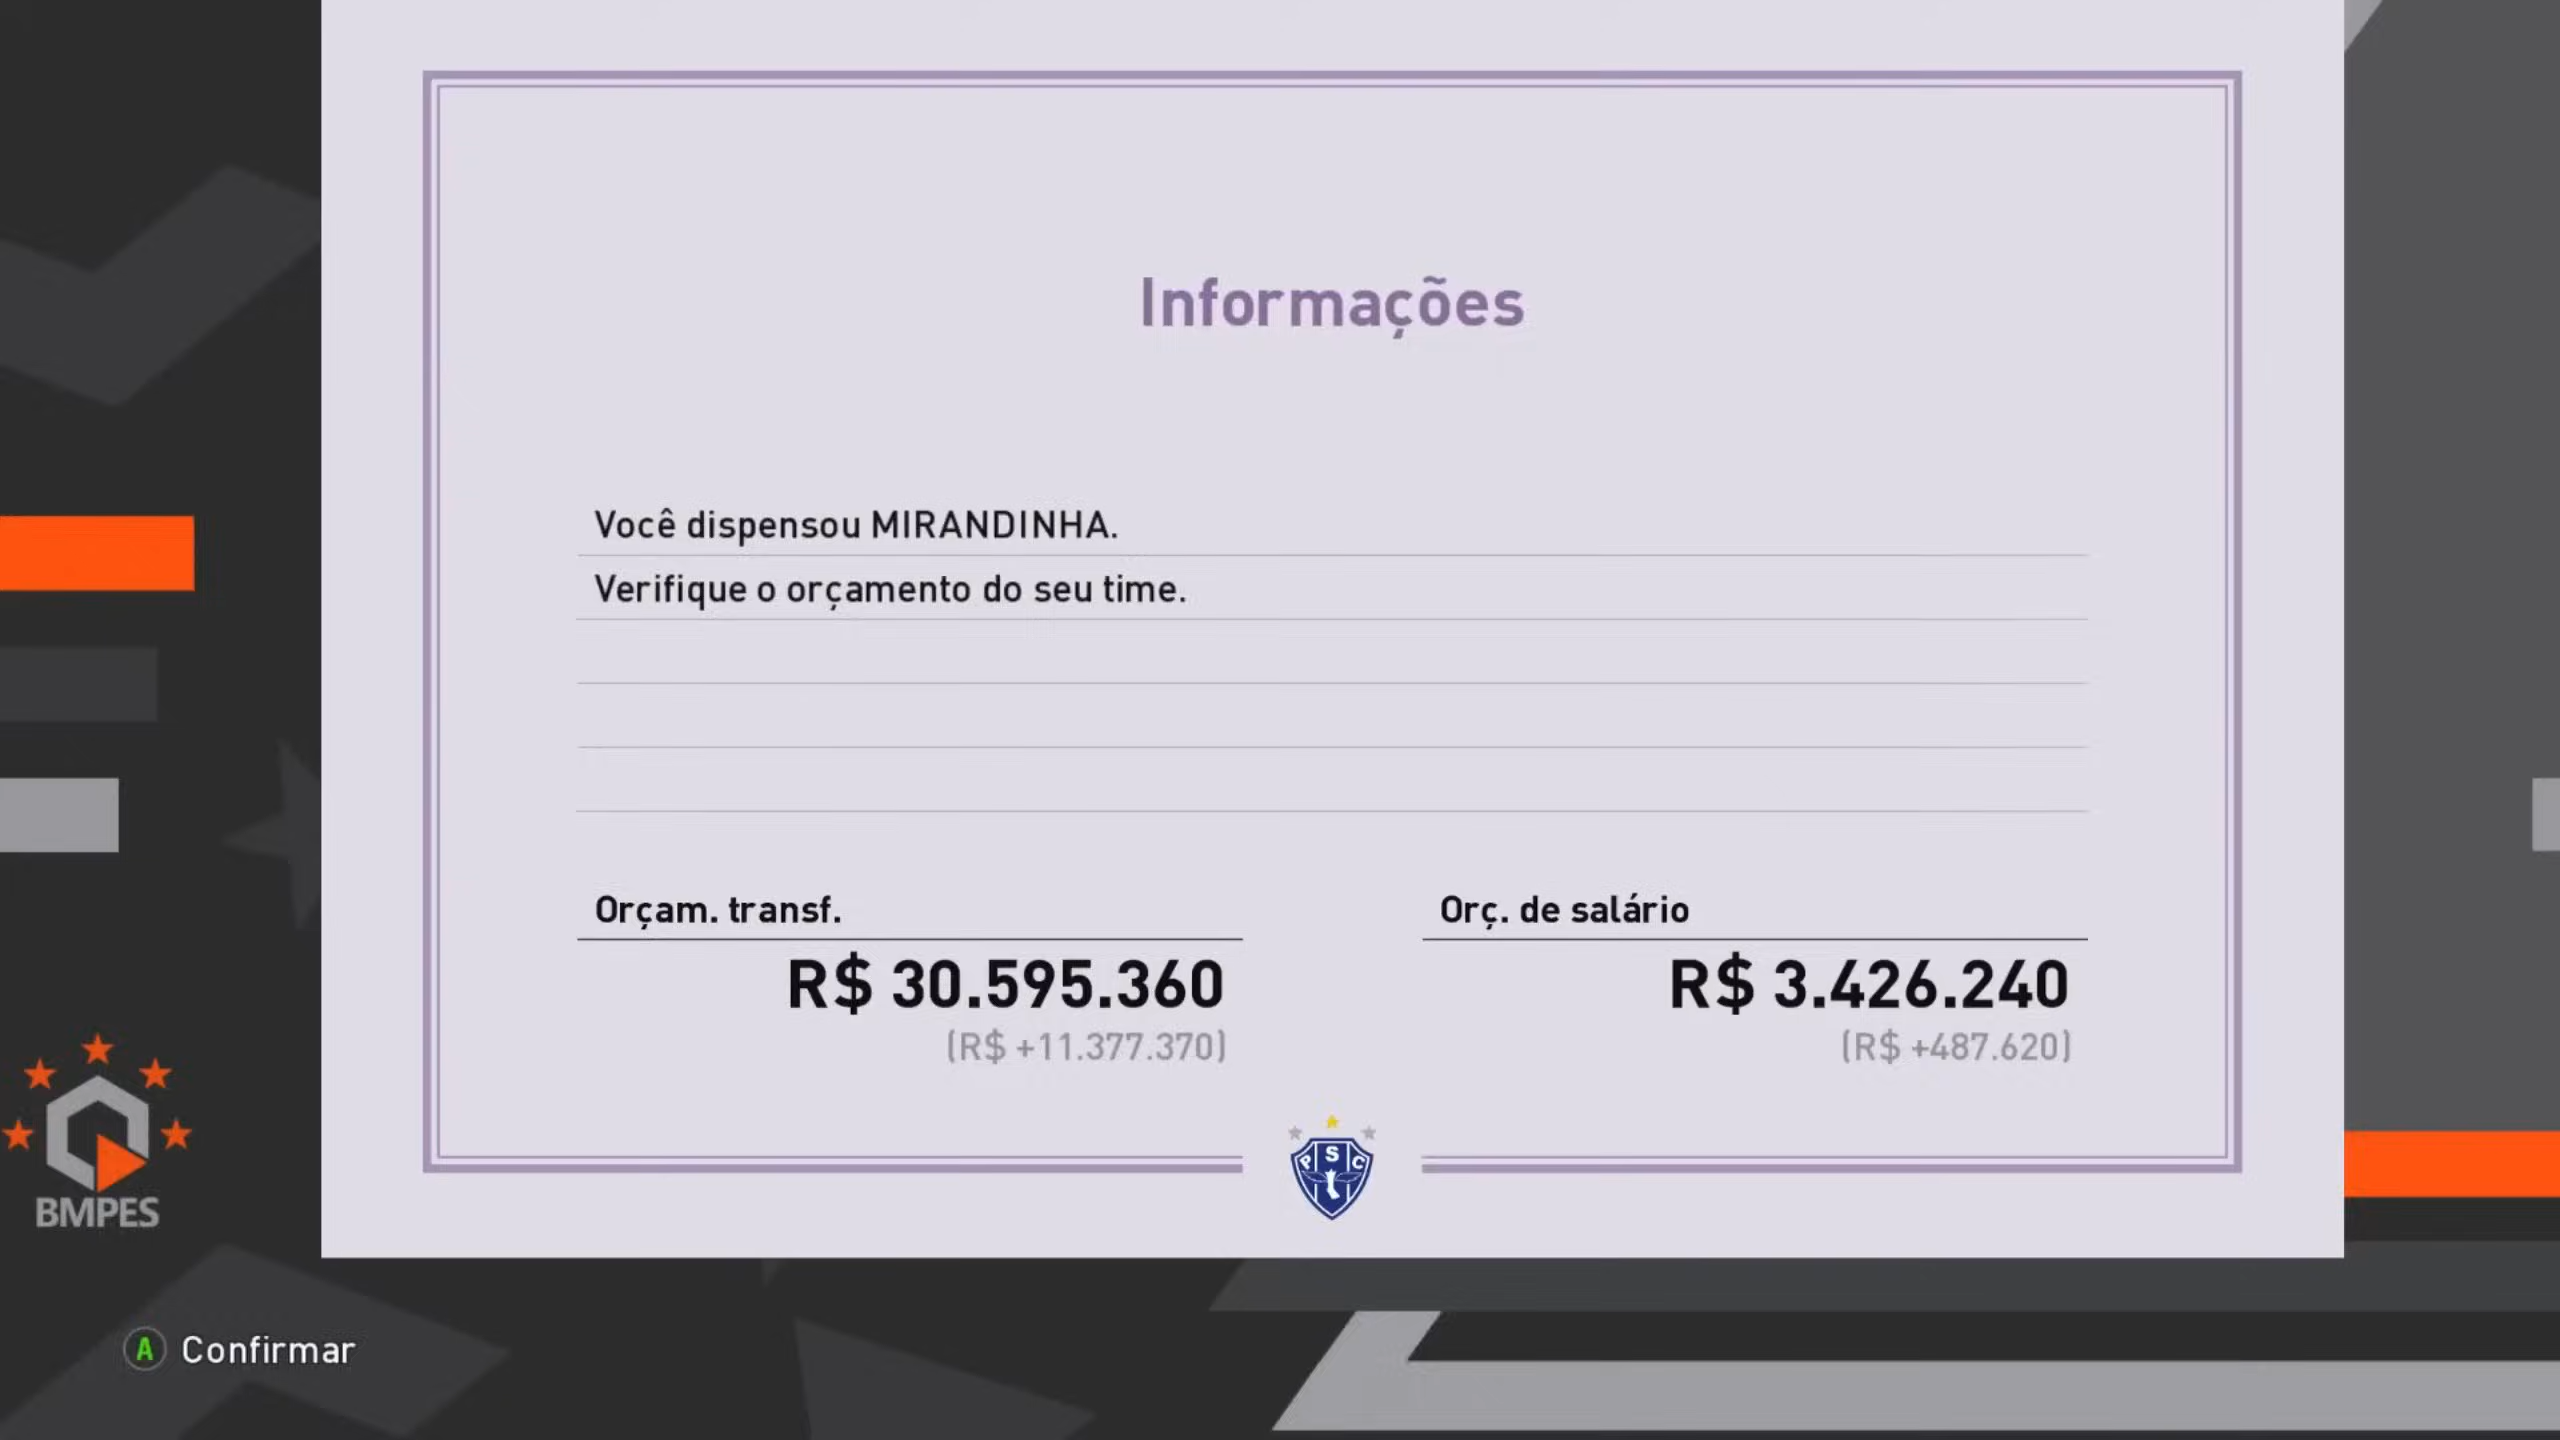 Informações
Você dispensou MIRANDINHA.
Verifique o orçamento do seu time.
Orçam. transf.
R$ 30.595.360
(R$ +11.377.370)
Orç. de salário
R$ 3.426.240
(R$ +487.620)
P S C
BMPES
A Confirmar